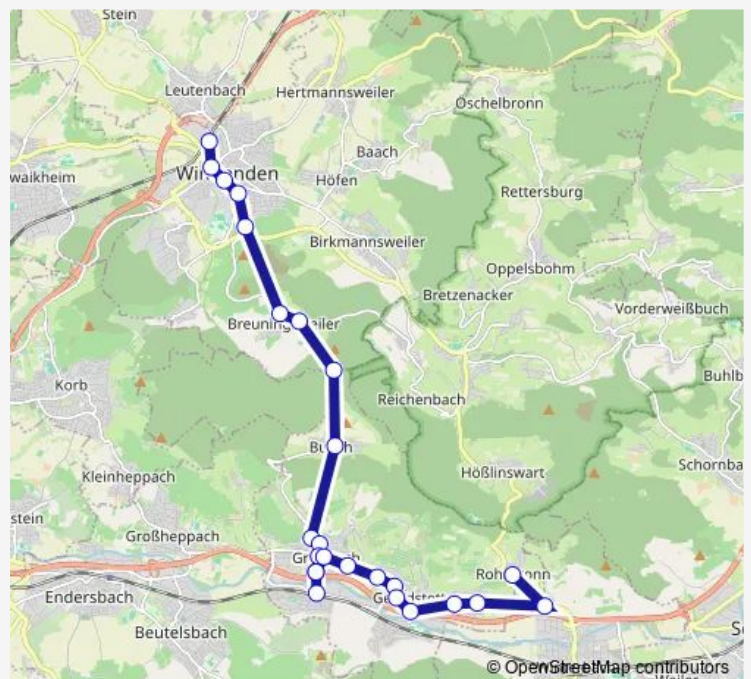 Stein
Leutenbach
Hertmannsweiler
Öschelbronn
Baach
waikheim
Höfen
Rettersburg
Birkmannsweiler
Oppelsbohm
Bretzenacker
Vorderweißbuch
Korb
Reichenbach
Buhlb
Schornba
Hößlinswart
Kleinheppach
stein
Großheppach
Endersbach
Beutelsbach
© OpenStreetMap contributors